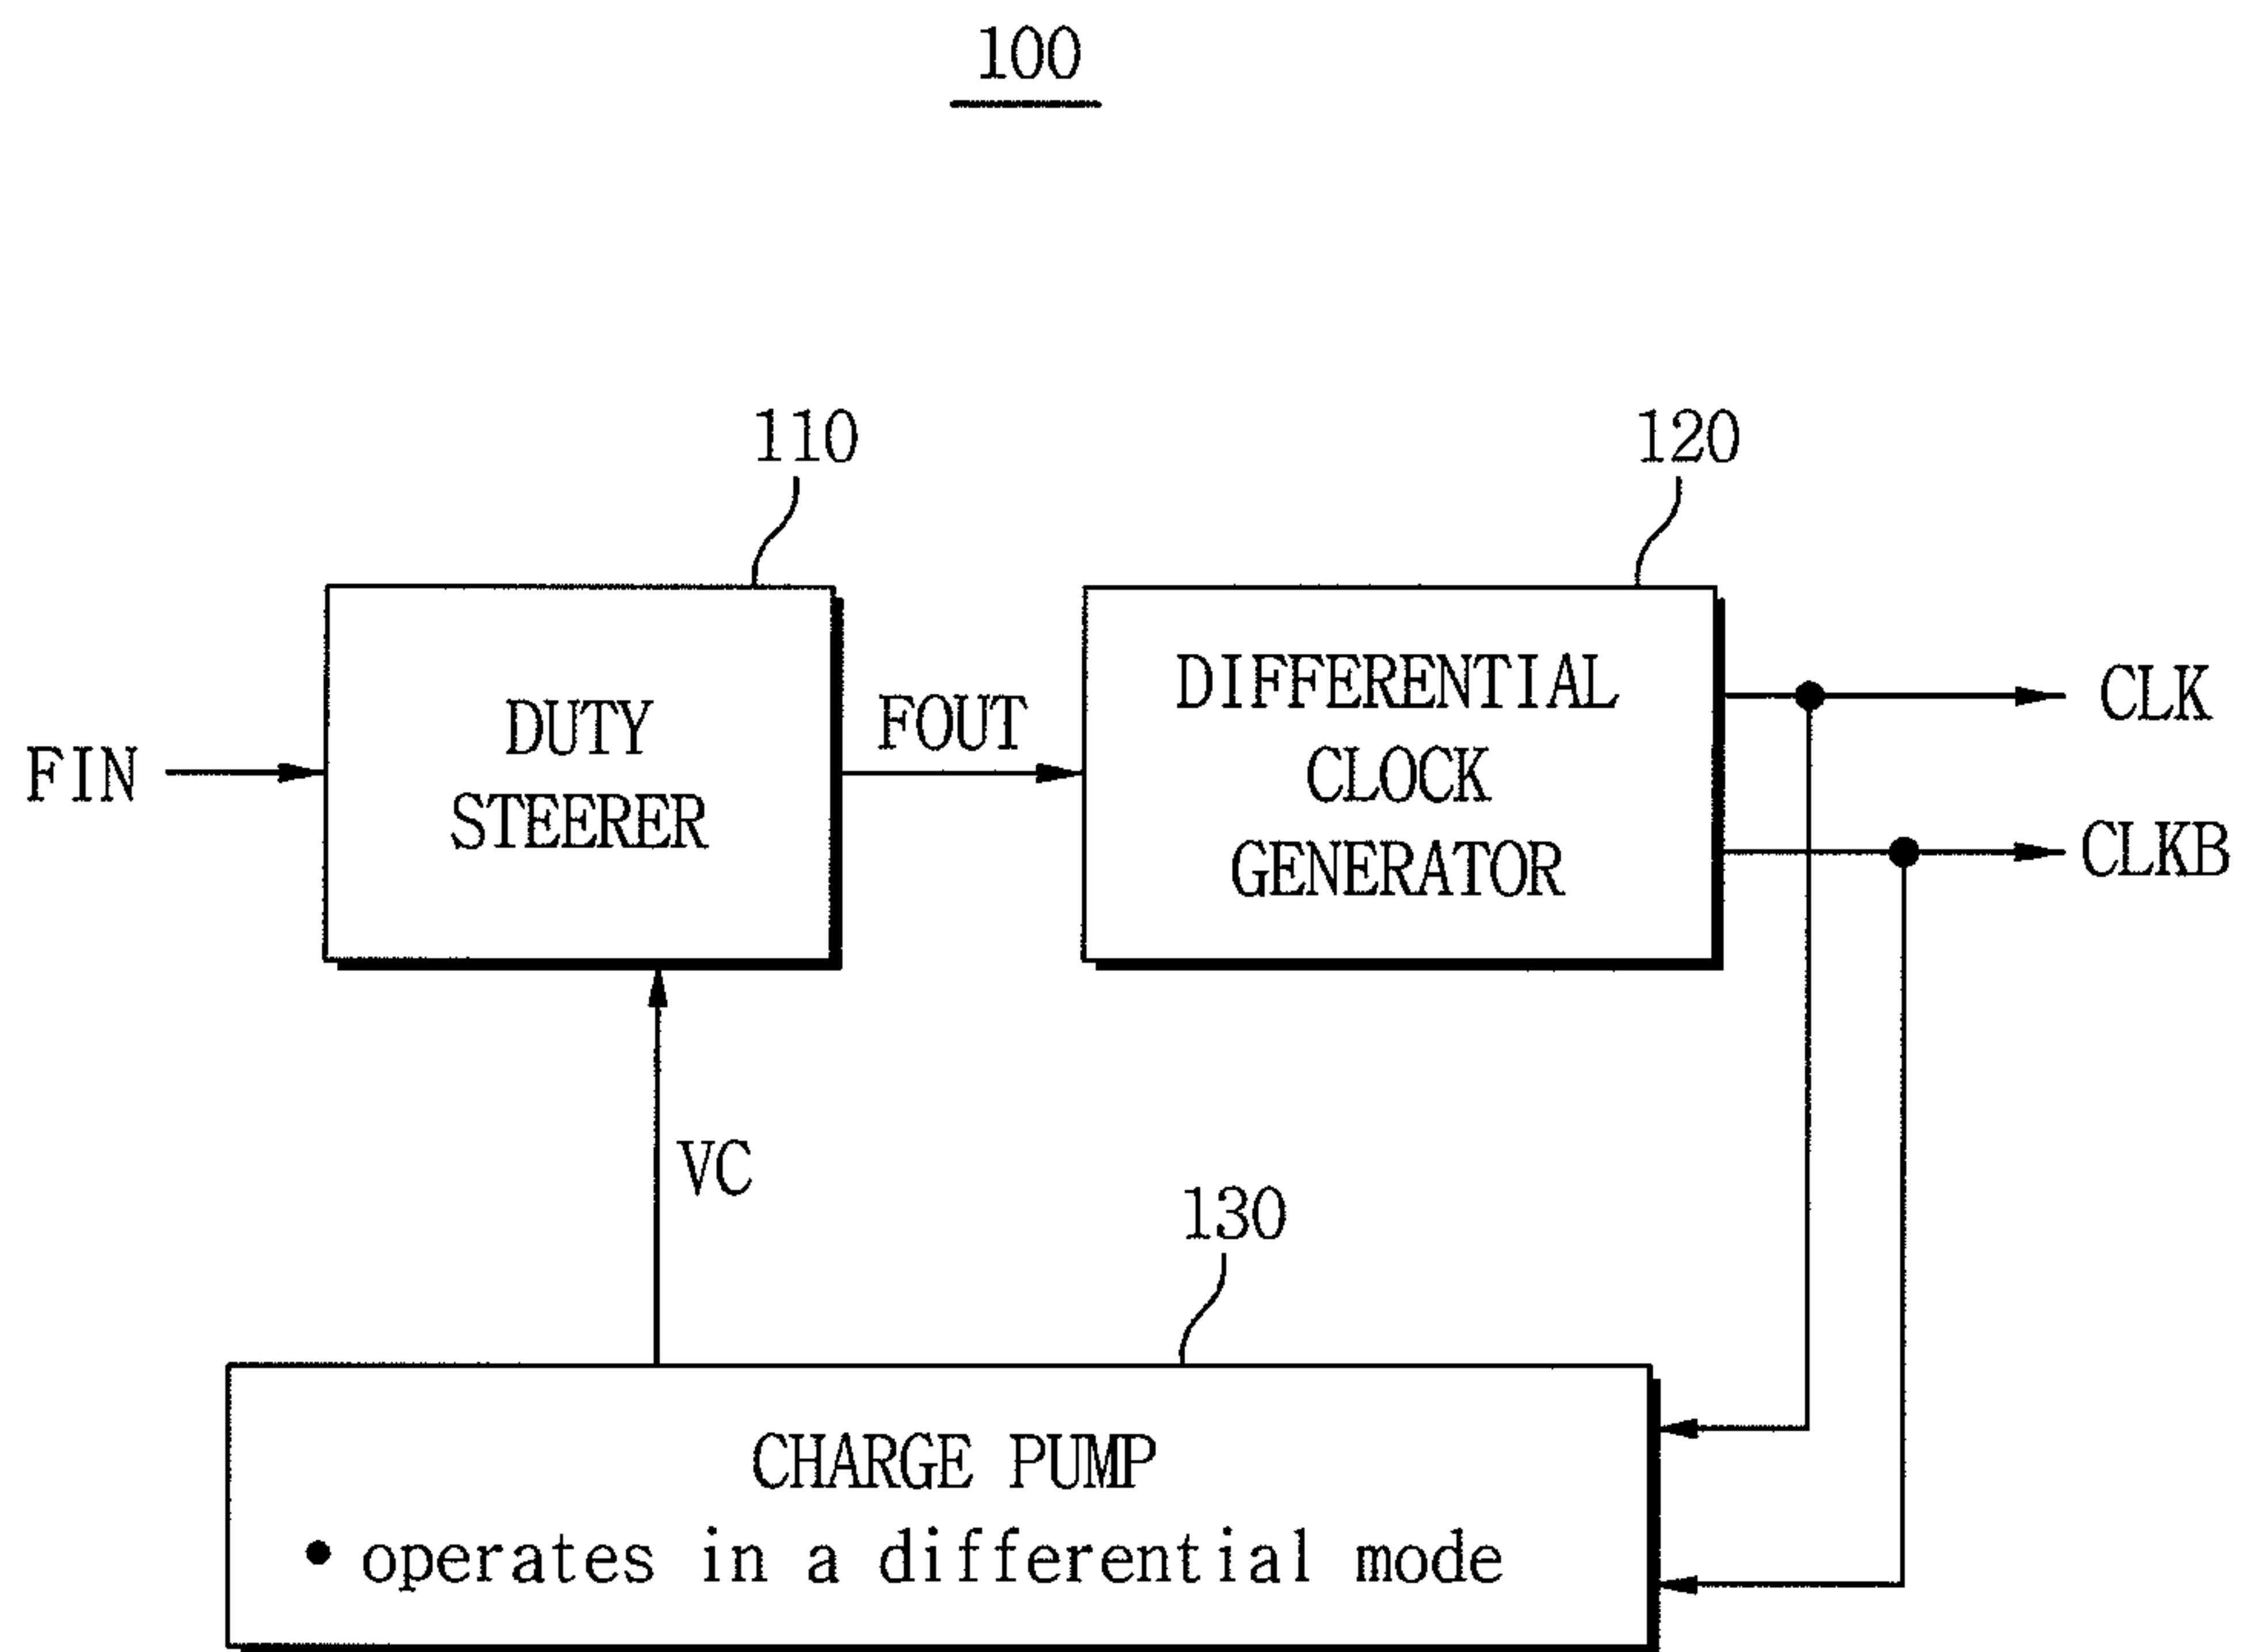 100
110
120
DUTY
STEERER
FIN
FOUT
DIFFERENTIAL
CLOCK
GENERATOR
CLK
CLKB
VC
130
CHARGE PUMP
• operates in a differential mode